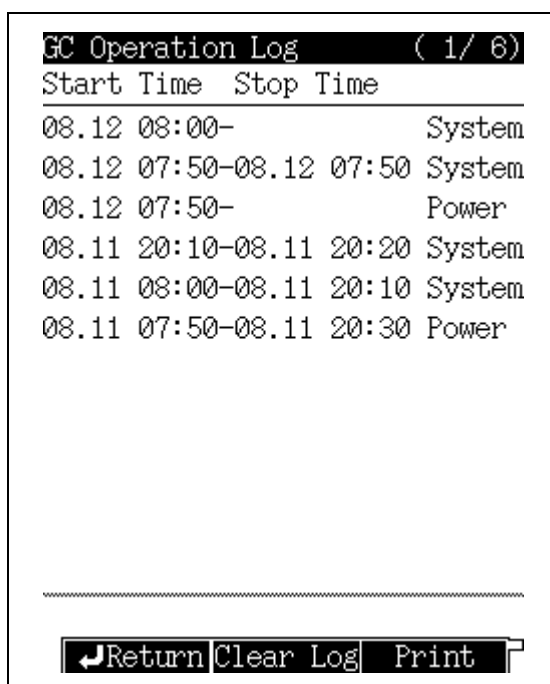 GC Operation Log ( 1/ 6)
Start Time Stop Time
08.12 08:00- System
08.12 07:50-08.12 07:50 System
08.12 07:50- Power
08.11 20:10-08.11 20:20 System
08.11 08:00-08.11 20:10 System
08.11 07:50-08.11 20:30 Power
↵Return Clear Log Print